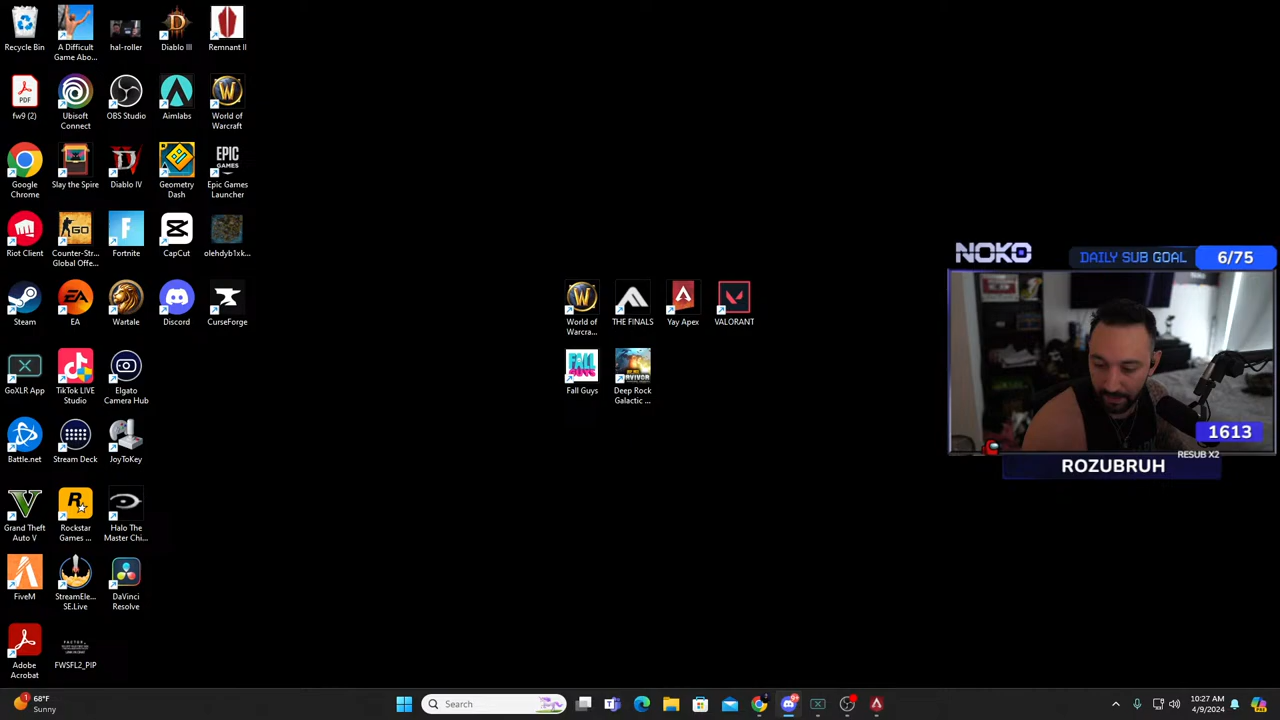 Recycle Bin
A Difficult
Game Abo...
hal-roller
Diablo III
Remnant II
fw9 (2)
Ubisoft
Connect
OBS Studio
Aimlabs
World of
Warcraft
Google
Chrome
Slay the Spire
Diablo IV
Geometry
Dash
EPIC
GAMES
Epic Games
Launcher
Riot Client
GO
Counter-Str...
Global Offe...
Fortnite
CapCut
olehdyb1xk...
Steam
EA
Wartale
Discord
CurseForge
GoXLR App
TikTok LIVE
Studio
Elgato
Camera Hub
Battle.net
Stream Deck
JoyToKey
Grand Theft
Auto V
Rockstar
Games ...
Halo The
Master Chi...
FiveM
StreamEle...
SE.Live
DaVinci
Resolve
Adobe
Acrobat
FWSFL2_PIP
World of
Warcra...
THE FINALS
Yay Apex
VALORANT
FALL
GUYS
Fall Guys
Deep Rock
Galactic ...
NOKO
DAILY SUB GOAL
6/75
1613
RESUB X2
ROZUBRUH
68°F
Sunny
Search
10:27 AM
4/9/2024